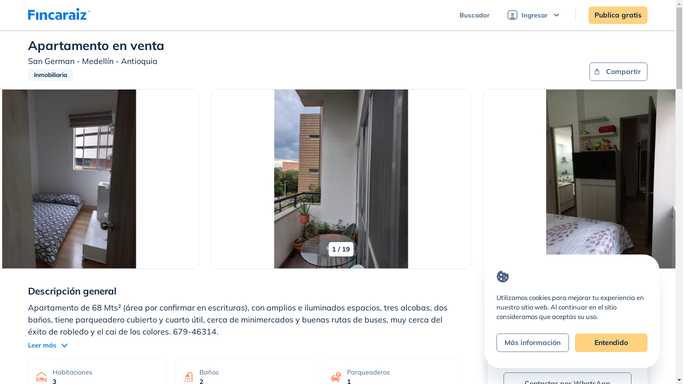 Fincaraiz
Buscador
Ingresar
Publica gratis
Apartamento en venta
San German - Medellín - Antioquia
Inmobiliaria
Compartir
1 / 19
Descripción general
Apartamento de 68 Mts² (área por confirmar en escrituras), con amplios e iluminados espacios, tres alcobas, dos
baños, tiene parqueadero cubierto y cuarto útil, cerca de minimercados y buenas rutas de buses, muy cerca del
éxito de robledo y el cai de los colores. 679-46314.
Leer más
Habitaciones
3
Baños
2
Parqueaderos
1
Utilizamos cookies para mejorar tu experiencia en
nuestro sitio web. Al continuar en el sitio
consideramos que aceptas su uso.
Más información
Entendido
Contactar por WhatsApp